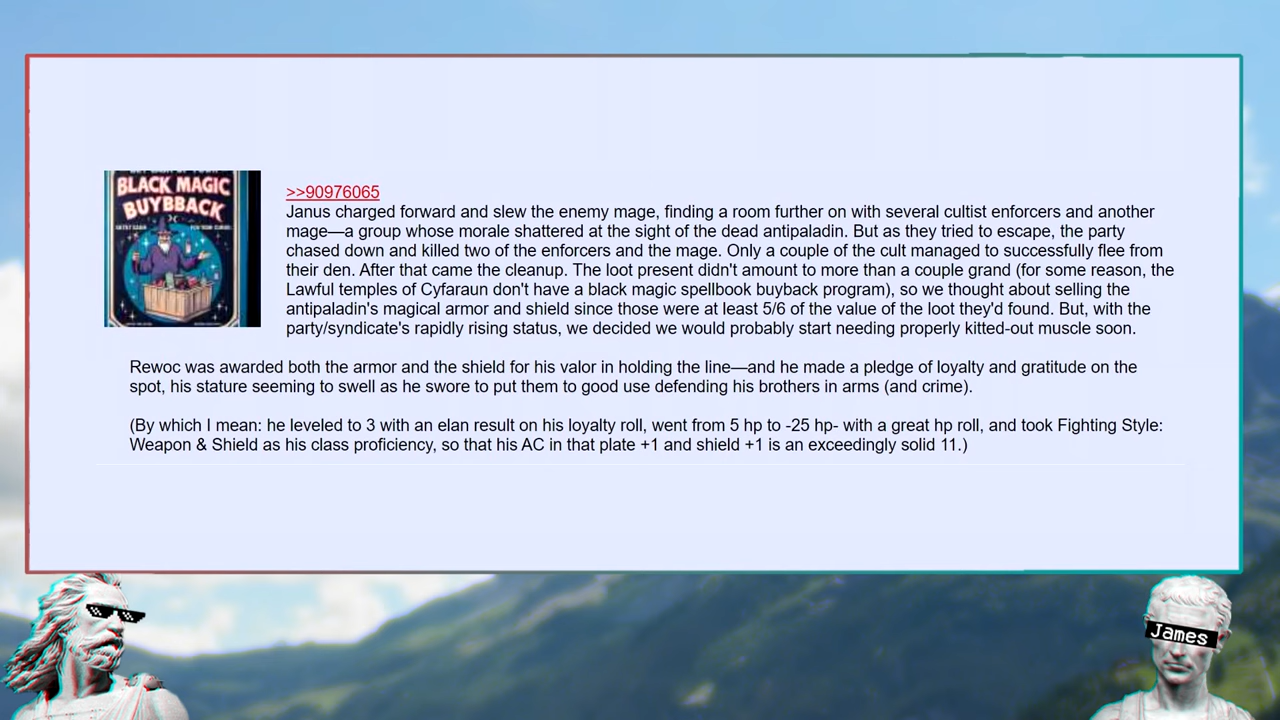 BLACK MAGIC
BUYBBACK
>>90976065
Janus charged forward and slew the enemy mage, finding a room further on with several cultist enforcers and another
mage—a group whose morale shattered at the sight of the dead antipaladin. But as they tried to escape, the party
chased down and killed two of the enforcers and the mage. Only a couple of the cult managed to successfully flee from
their den. After that came the cleanup. The loot present didn't amount to more than a couple grand (for some reason, the
Lawful temples of Cyfaraun don't have a black magic spellbook buyback program), so we thought about selling the
antipaladin's magical armor and shield since those were at least 5/6 of the value of the loot they'd found. But, with the
party/syndicate's rapidly rising status, we decided we would probably start needing properly kitted-out muscle soon.
Rewoc was awarded both the armor and the shield for his valor in holding the line—and he made a pledge of loyalty and gratitude on the
spot, his stature seeming to swell as he swore to put them to good use defending his brothers in arms (and crime).
(By which I mean: he leveled to 3 with an elan result on his loyalty roll, went from 5 hp to -25 hp- with a great hp roll, and took Fighting Style:
Weapon & Shield as his class proficiency, so that his AC in that plate +1 and shield +1 is an exceedingly solid 11.)
James